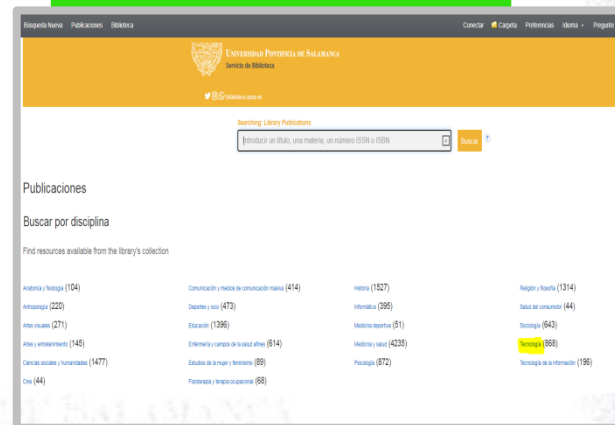 Búsqueda Nueva Publicaciones Biblioteca
Conectar Carpeta Preferencias Idioma Pregunte
UNIVERSIDAD PONTIFICIA DE SALAMANCA
Servicio de Biblioteca
biblioteca.upsa.es
Searching: Library Publications
Introducir un título, una materia, un número ISSN o ISBN
Buscar ?
Publicaciones
Buscar por disciplina
Find resources available from the library's collection
Anatomía y fisiología (104)
Antropología (220)
Artes visuales (271)
Artes y entretenimiento (145)
Ciencias sociales y humanidades (1477)
Cine (44)
Comunicación y medios de comunicación masiva (414)
Deportes y ocio (473)
Educación (1396)
Enfermería y campos de la salud afines (614)
Estudios de la mujer y feminismo (89)
Fisioterapia y terapia ocupacional (68)
Historia (1527)
Informática (395)
Medicina deportiva (51)
Medicina y salud (4235)
Psicología (872)
Religión y filosofía (1314)
Salud del consumidor (44)
Sociología (643)
Tecnología (868)
Tecnología de la información (196)